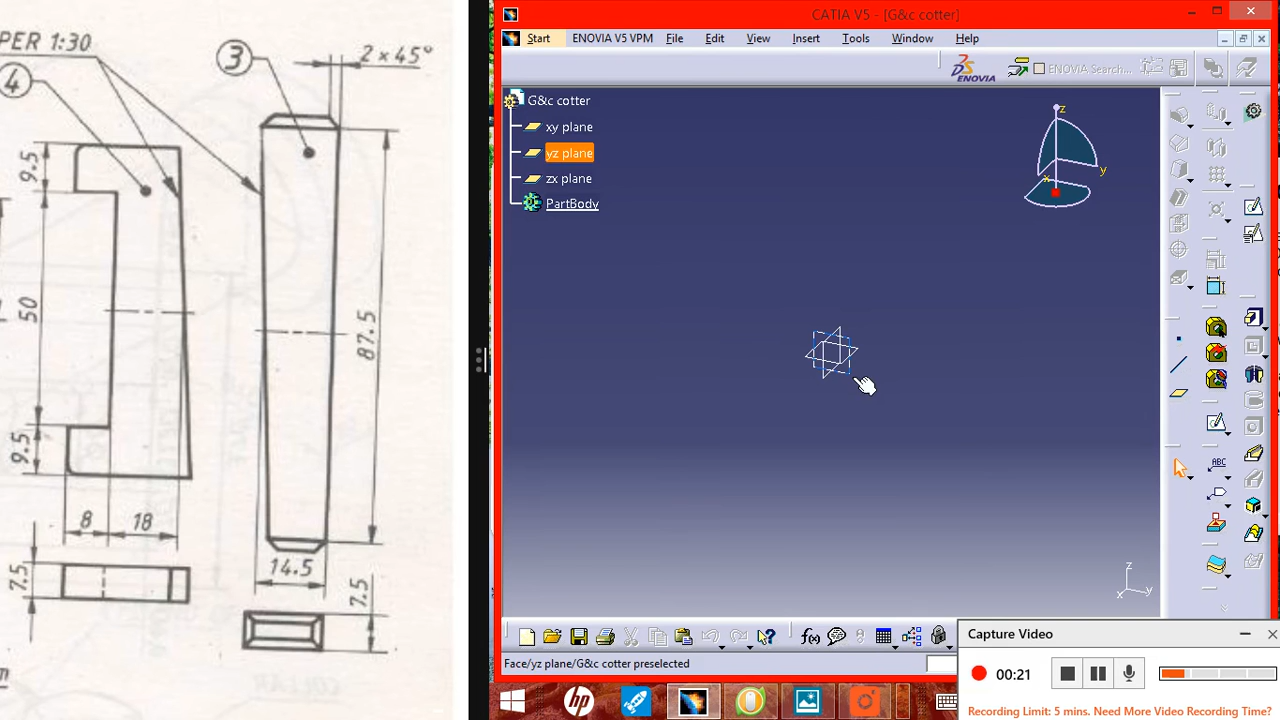 PER 1:30
4
3
2 × 45°
9.5
50
9.5
87.5
8
18
14.5
7.5
7.5
CATIA V5 - [G&c cotter]
Start
ENOVIA V5 VPM
File
Edit
View
Insert
Tools
Window
Help
ENOVIA
ENOVIA Search...
G&c cotter
xy plane
yz plane
zx plane
PartBody
z
y
x
ABC
z
x
y
f(x)
Face/yz plane/G&c cotter preselected
hp
Capture Video
00:21
Recording Limit: 5 mins. Need More Video Recording Time?